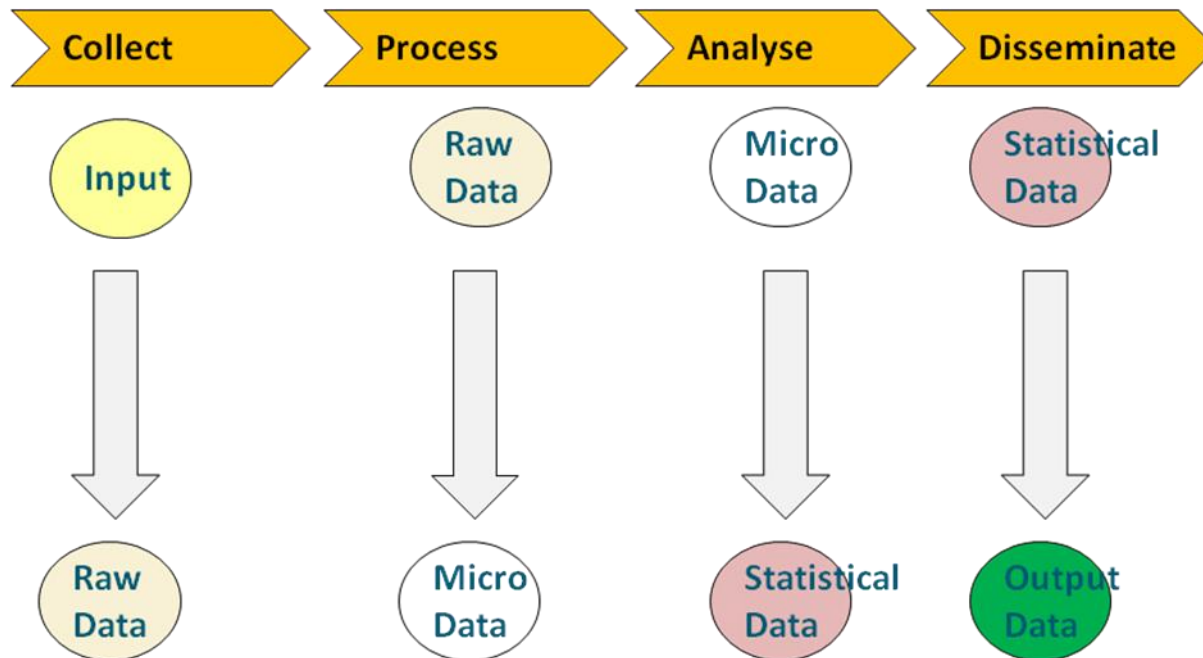 Collect
Process
Analyse
Disseminate
Input
Raw
Data
Micro
Data
Statistical
Data
Raw
Data
Micro
Data
Statistical
Data
Output
Data